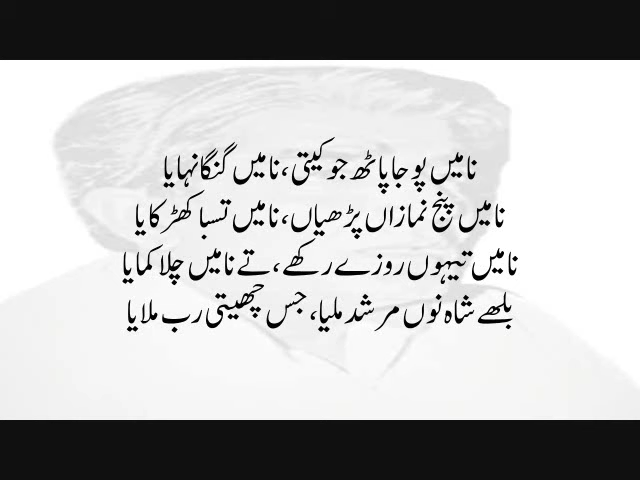 نا میں پوجا پاٹھ جو کیتی، نا میں گنگا نہایا
نا میں پنج نمازاں پڑھیاں، نا میں تسبا کھڑکایا
نا میں تیہوں روزے رکھے، تے نا میں چلا کمایا
بلھے شاہ نوں مرشد ملیا، جس چھیتی رب ملایا